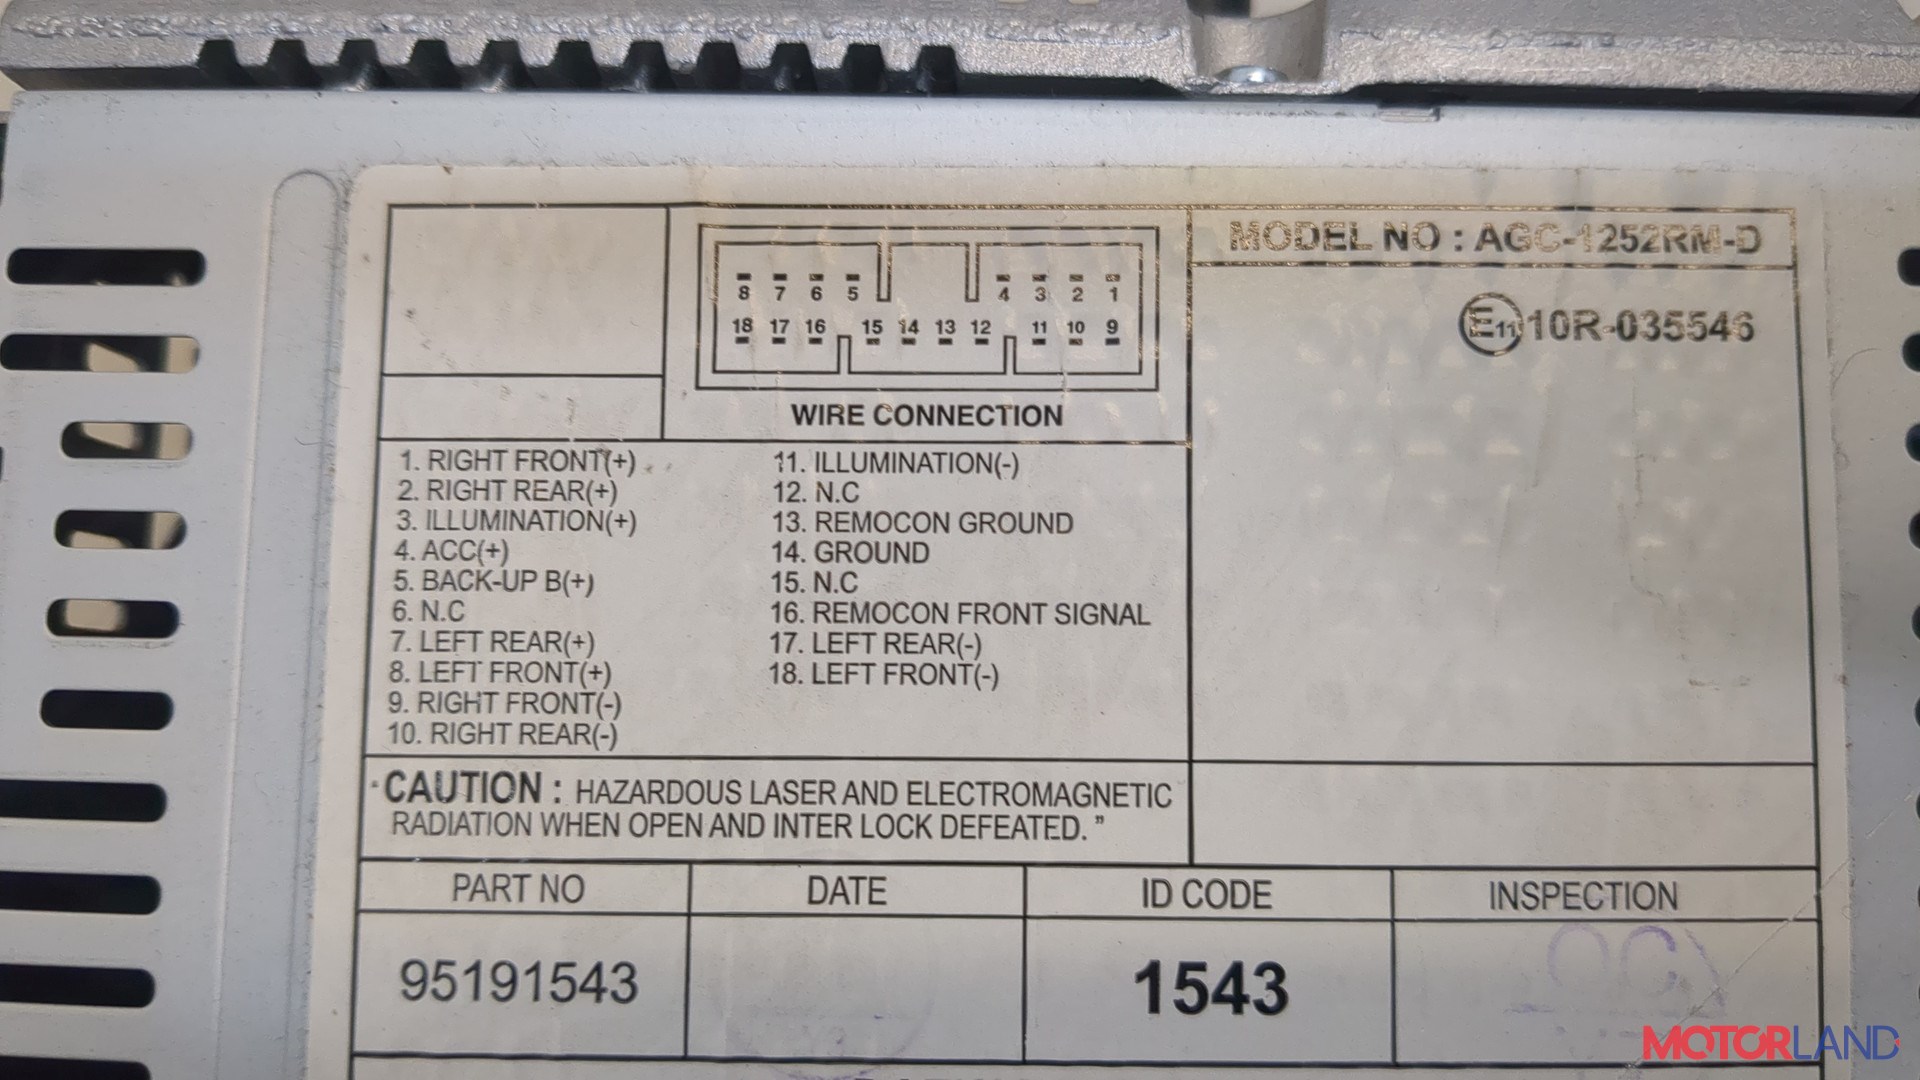 MODEL NO : AGC-1252RM-D
8 7 6 5 4 3 2 1
18 17 16 15 14 13 12 11 10 9
E11 10R-035546
WIRE CONNECTION
1. RIGHT FRONT(+)
2. RIGHT REAR(+)
3. ILLUMINATION(+)
4. ACC(+)
5. BACK-UP B(+)
6. N.C
7. LEFT REAR(+)
8. LEFT FRONT(+)
9. RIGHT FRONT(-)
10. RIGHT REAR(-)
11. ILLUMINATION(-)
12. N.C
13. REMOCON GROUND
14. GROUND
15. N.C
16. REMOCON FRONT SIGNAL
17. LEFT REAR(-)
18. LEFT FRONT(-)
CAUTION : HAZARDOUS LASER AND ELECTROMAGNETIC
RADIATION WHEN OPEN AND INTER LOCK DEFEATED. ”
PART NO DATE ID CODE INSPECTION
95191543 1543
MOTORLAND